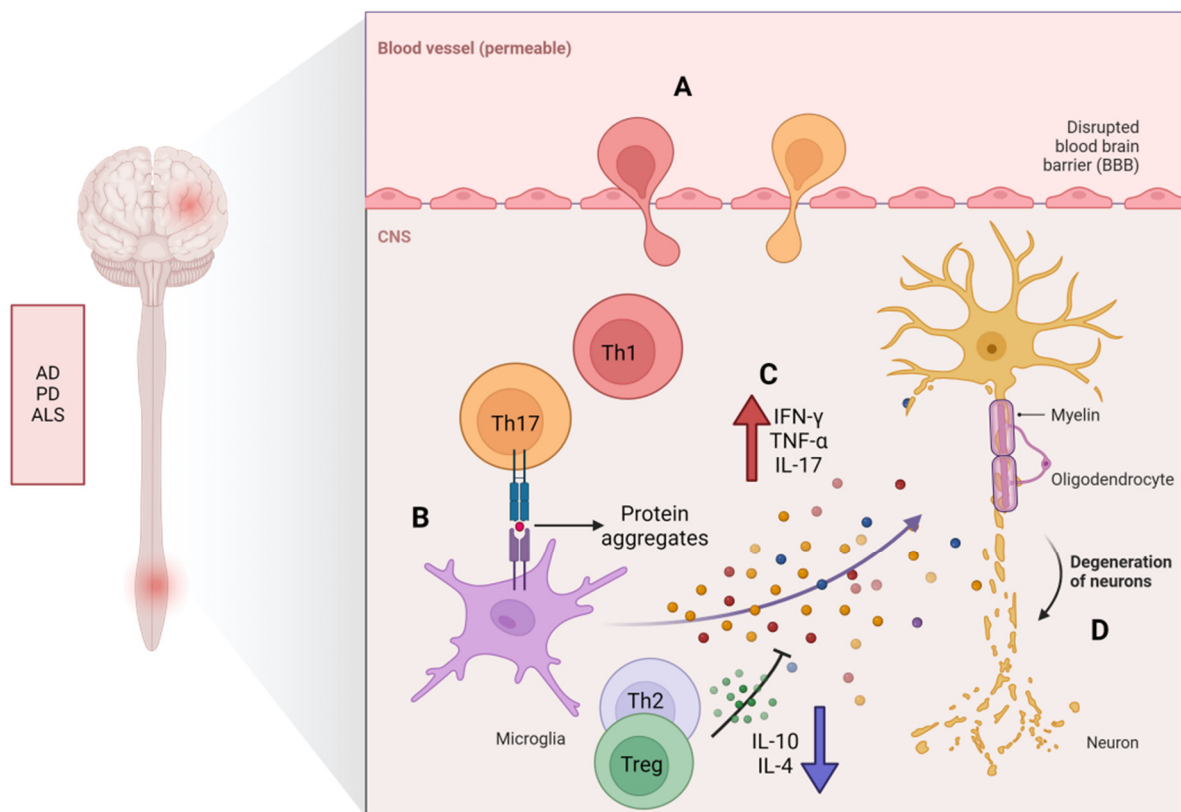 Blood vessel (permeable)
A
Disrupted
blood brain
barrier (BBB)
CNS
AD
PD
ALS
Th1
Th17
C
IFN-γ
TNF-α
IL-17
Myelin
Oligodendrocyte
B
Protein
aggregates
Degeneration
of neurons
D
Th2
Treg
Microglia
IL-10
IL-4
Neuron